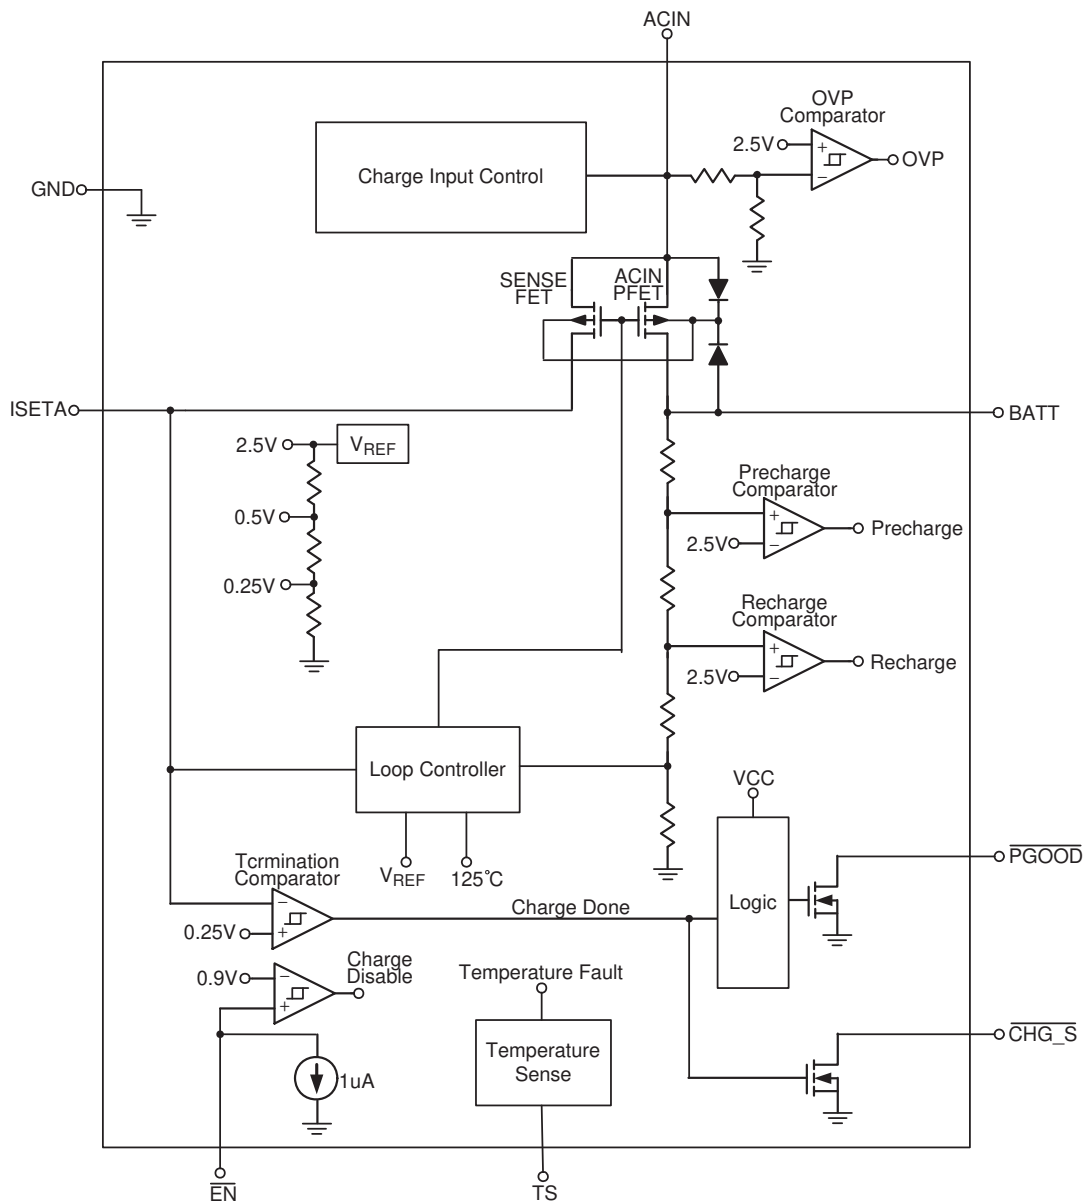 ACIN
OVP
Comparator
2.5V
+
−
OVP
Charge Input Control
GND
SENSE
FET
ACIN
PFET
ISETA
BATT
2.5V
VREF
0.5V
0.25V
Precharge
Comparator
+
−
2.5V
Precharge
Recharge
Comparator
+
−
2.5V
Recharge
Loop Controller
VREF
125°C
VCC
Logic
PGOOD
Tcrmination
Comparator
−
+
0.25V
Charge Done
Charge
Disable
0.9V
−
+
Temperature Fault
Temperature
Sense
1uA
CHG_S
EN
TS